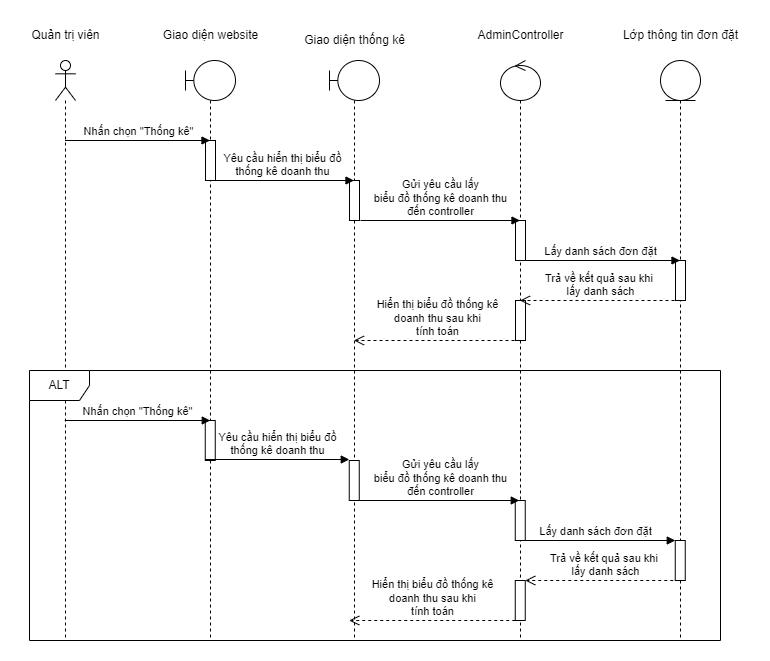 Quản trị viên
Giao diện website
Giao diện thống kê
AdminController
Lớp thông tin đơn đặt
Nhấn chọn "Thống kê"
Yêu cầu hiển thị biểu đồ
thống kê doanh thu
Gửi yêu cầu lấy
biểu đồ thống kê doanh thu
đến controller
Lấy danh sách đơn đặt
Trả về kết quả sau khi
lấy danh sách
Hiển thị biểu đồ thống kê
doanh thu sau khi
tính toán
ALT
Nhấn chọn "Thống kê"
Yêu cầu hiển thị biểu đồ
thống kê doanh thu
Gửi yêu cầu lấy
biểu đồ thống kê doanh thu
đến controller
Lấy danh sách đơn đặt
Trả về kết quả sau khi
lấy danh sách
Hiển thị biểu đồ thống kê
doanh thu sau khi
tính toán